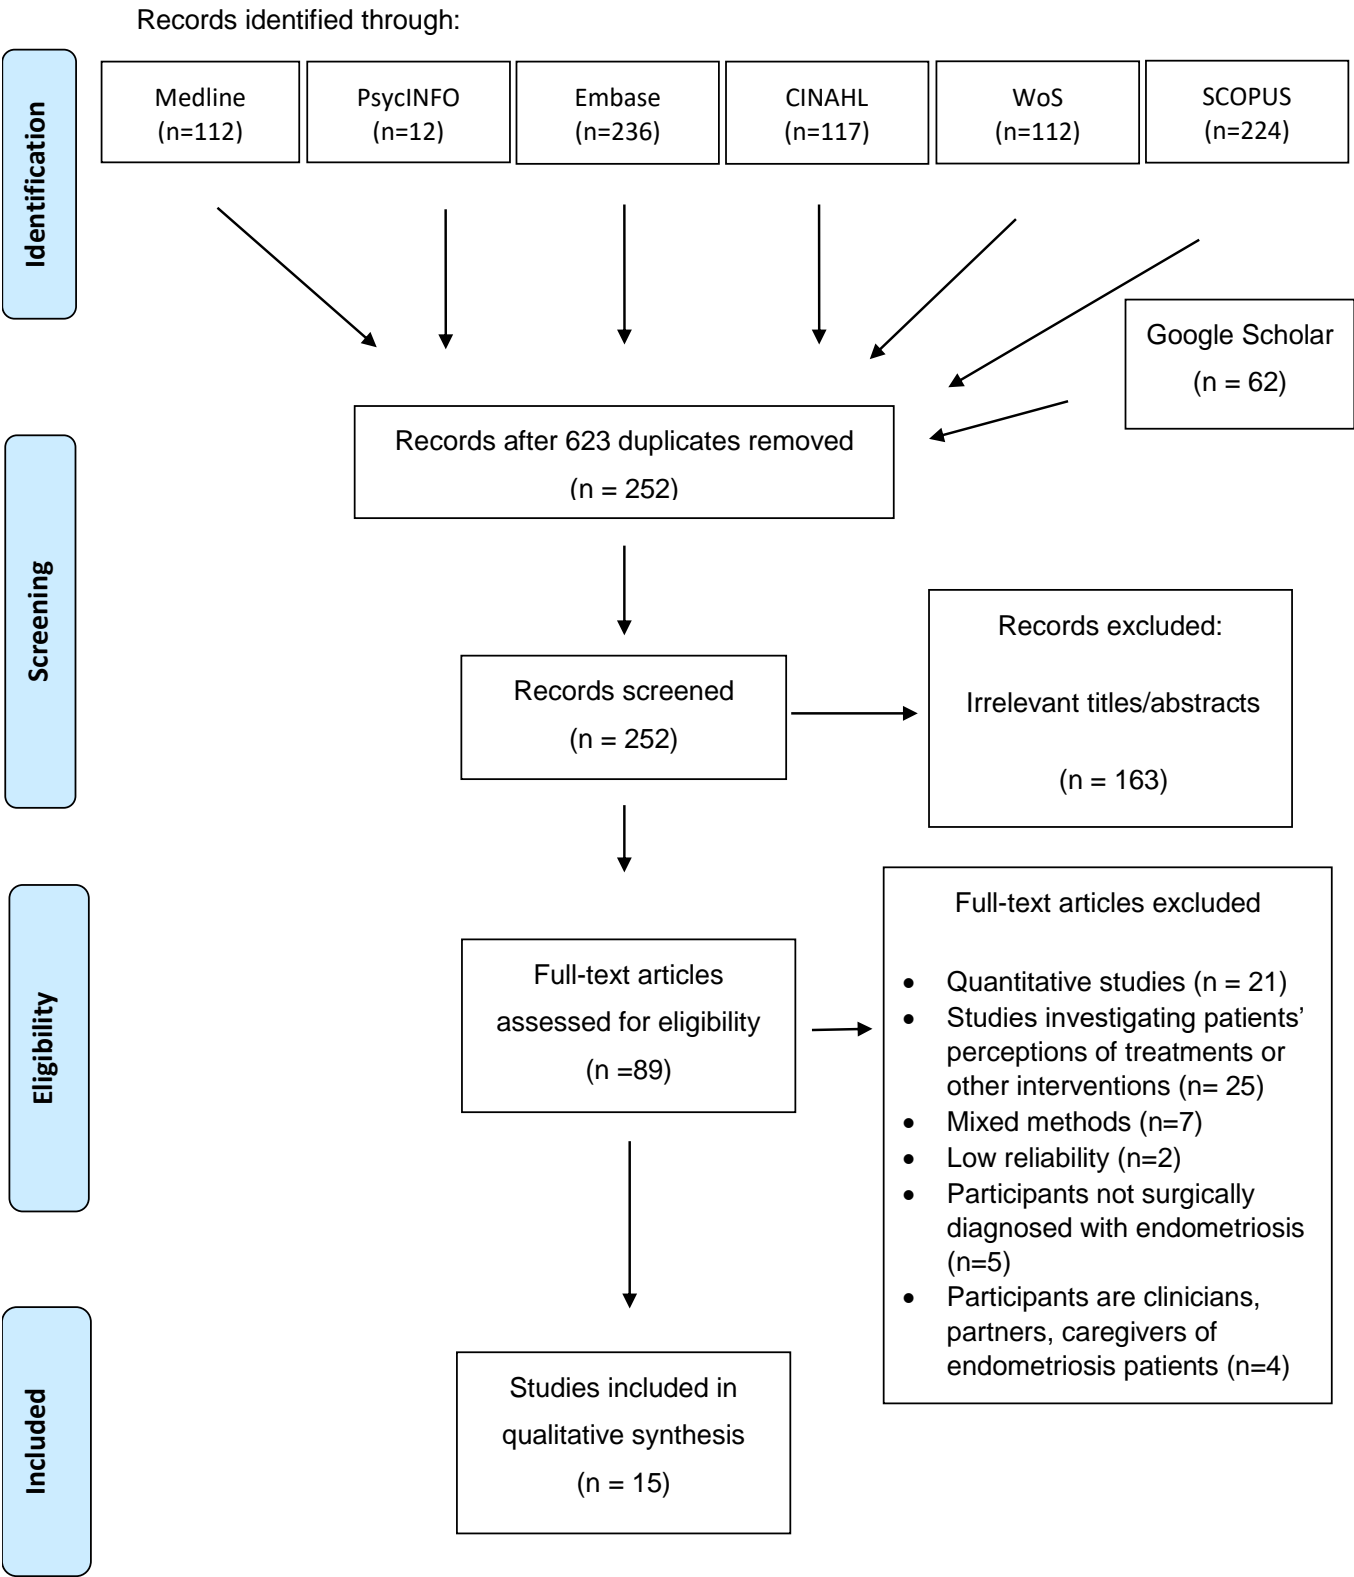 Records identified through:
Identification
Medline
(n=112)
PsycINFO
(n=12)
Embase
(n=236)
CINAHL
(n=117)
WoS
(n=112)
SCOPUS
(n=224)
Google Scholar
(n = 62)
Screening
Records after 623 duplicates removed
(n = 252)
Records screened
(n = 252)
Records excluded:
Irrelevant titles/abstracts
(n = 163)
Eligibility
Full-text articles
assessed for eligibility
(n =89)
Full-text articles excluded
• Quantitative studies (n = 21)
• Studies investigating patients’
perceptions of treatments or
other interventions (n= 25)
• Mixed methods (n=7)
• Low reliability (n=2)
• Participants not surgically
diagnosed with endometriosis
(n=5)
• Participants are clinicians,
partners, caregivers of
endometriosis patients (n=4)
Included
Studies included in
qualitative synthesis
(n = 15)